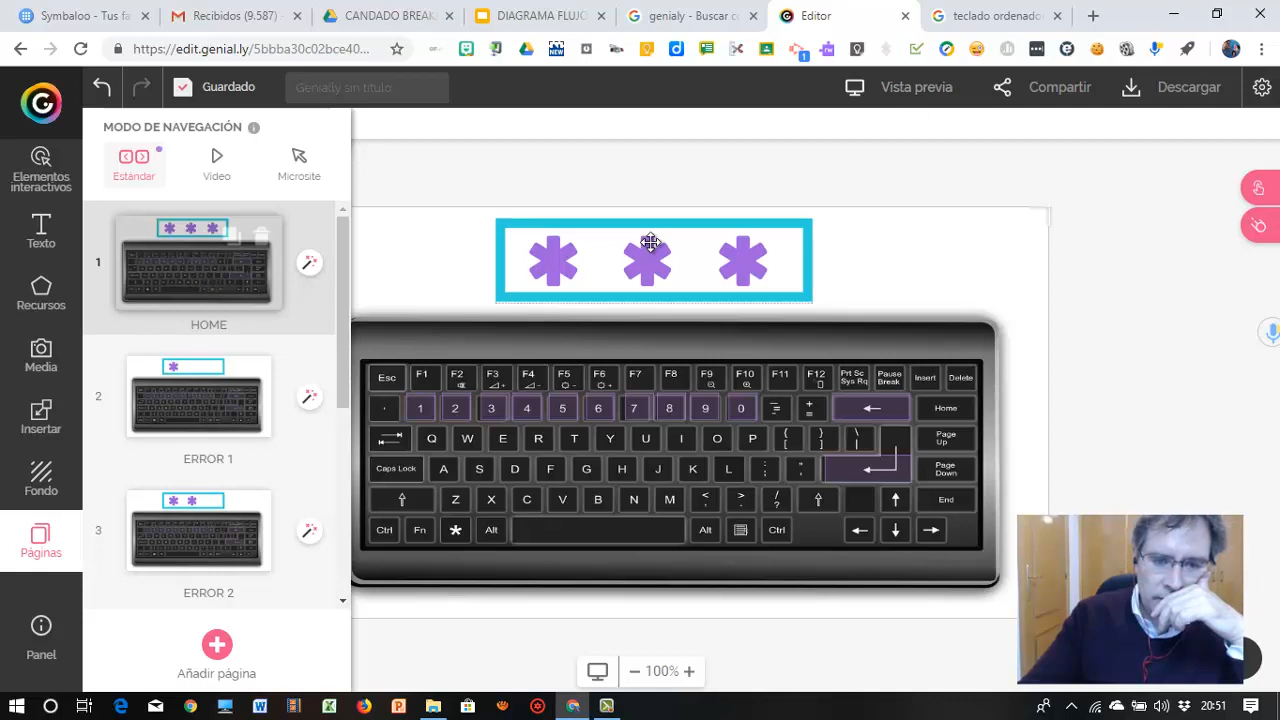 Symbaloo - Tus fa
Recibidos (9.587) -
CANDADO BREAK
DIAGRAMA FLUJO
genialy - Buscar c
Editor
teclado ordenado
https://edit.genial.ly/5bbba30c02bce40...
Guardado
Genially sin título
Vista previa
Compartir
Descargar
Elementos
interactivos
Texto
Recursos
Media
Insertar
Fondo
Páginas
Panel
MODO DE NAVEGACIÓN
Estándar
Vídeo
Microsite
1
HOME
2
ERROR 1
3
ERROR 2
Añadir página
* * *
Esc F1 F2 F3 F4 F5 F6 F7 F8 F9 F10 F11 F12 Prt Sc Sys Rq Pause Break Insert Delete
1 2 3 4 5 6 7 8 9 0 = + ← Home
Q W E R T Y U I O P { [ } ] \ | Page Up
Caps Lock A S D F G H J K L : ; " ' Page Down
Z X C V B N M < , > . / ? ↑ End
Ctrl Fn * Alt Alt Ctrl ← ↓ →
100%
20:51